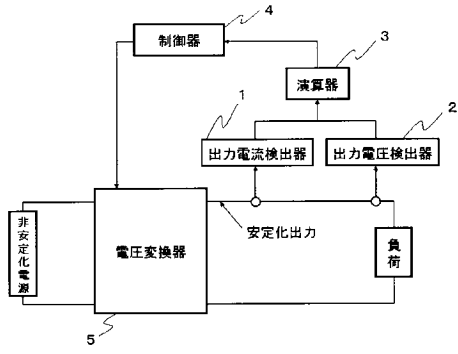 4
制御器
3
演算器
1
2
出力電流検出器
出力電圧検出器
非安定化電源
電圧変換器
安定化出力
負荷
5